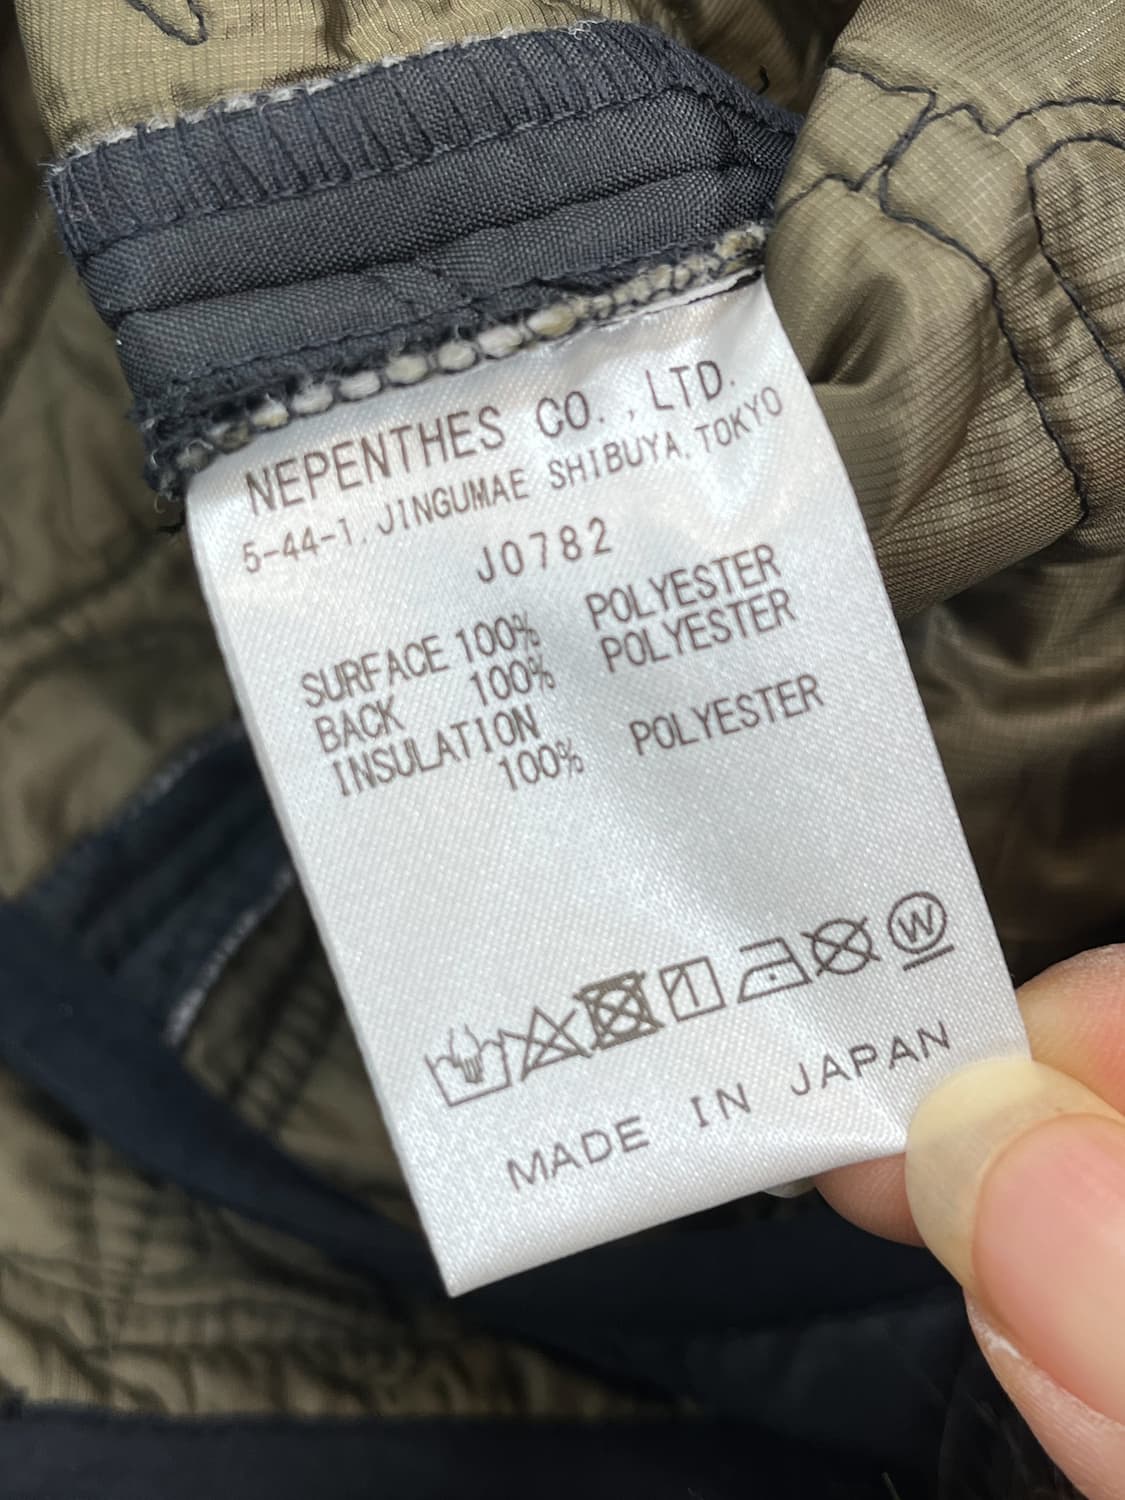 NEPENTHES CO.,LTD.
5-44-1, JINGUMAE SHIBUYA, TOKYO
J0782
SURFACE 100% POLYESTER
BACK 100% POLYESTER
INSULATION
100% POLYESTER
W
MADE IN JAPAN